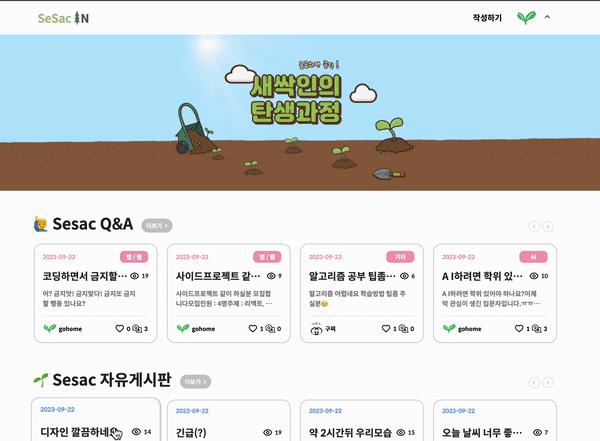 SeSac IN
작성하기
궁금하면 클릭!
새싹인의
탄생과정
Sesac Q&A
더보기 >
2023-09-22
앱 / 웹
코딩하면서 금지할…
19
어? 금지앗! 금지맞다! 금지또 금지
할 행동 있나요?
gohome
0
3
2023-09-22
앱 / 웹
사이드프로젝트 같…
9
사이드프로젝트 같이 하실분 모집합
니다모집인원 : 4명주제 : 리액트, …
gohome
1
0
2023-09-22
기타
알고리즘 공부 팁좀…
6
알고리즘 어렵네요 학습방법 팁좀 주
실분
구찌
1
0
2023-09-22
AI
A I하려면 학위 있…
10
A I하려면 학위 있어야 하나요?이제
막 관심이 생긴 입문자입니다.ㅠㅠ…
gohome
1
3
Sesac 자유게시판
더보기 >
2023-09-22
디자인 깔끔하네요
14
2023-09-22
긴급(?)
19
2023-09-22
약 2시간뒤 우리모습
15
2023-09-22
오늘 날씨 너무 좋…
7